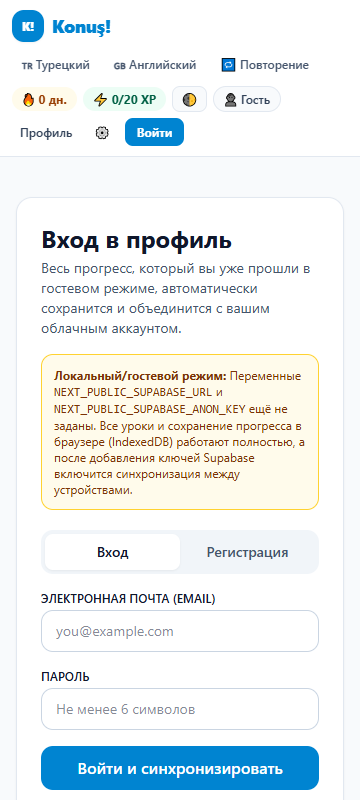 K! Konuş!
TR Турецкий GB Английский 🔁 Повторение
🔥 0 дн. ⚡ 0/20 XP 🌓 Гость
Профиль ⚙ Войти
Вход в профиль
Весь прогресс, который вы уже прошли в
гостевом режиме, автоматически
сохранится и объединится с вашим
облачным аккаунтом.
Локальный/гостевой режим: Переменные
NEXT_PUBLIC_SUPABASE_URL и
NEXT_PUBLIC_SUPABASE_ANON_KEY ещё не
заданы. Все уроки и сохранение прогресса в
браузере (IndexedDB) работают полностью, а
после добавления ключей Supabase
включится синхронизация между
устройствами.
Вход Регистрация
ЭЛЕКТРОННАЯ ПОЧТА (EMAIL)
you@example.com
ПАРОЛЬ
Не менее 6 символов
Войти и синхронизировать